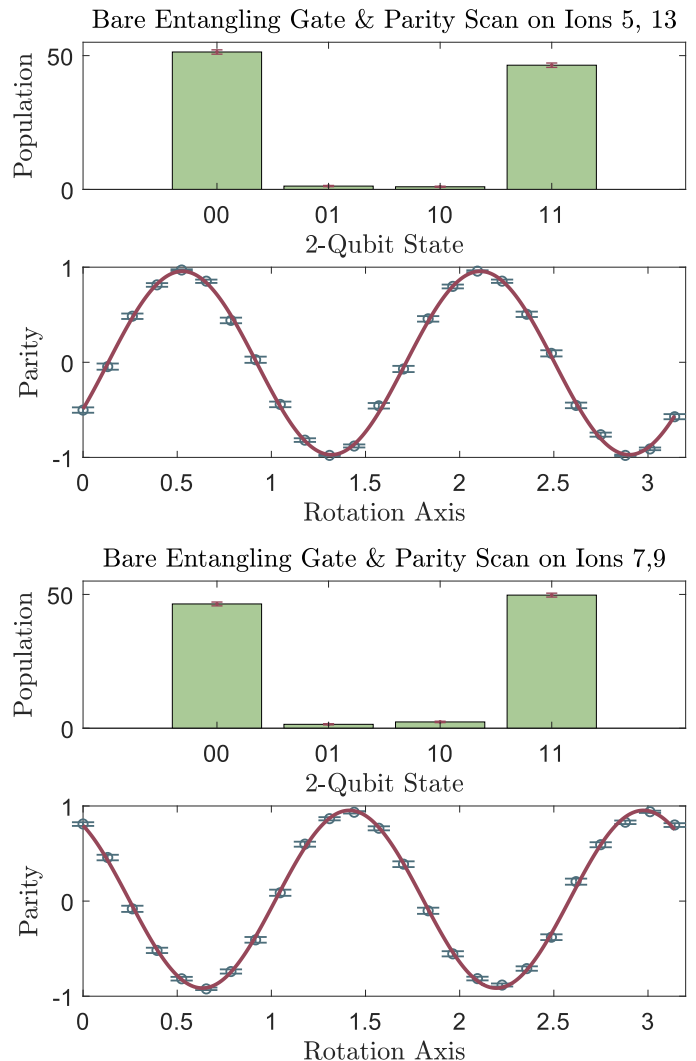 Bare Entangling Gate & Parity Scan on Ions 5, 13
Population
50
0
00 01 10 11
2-Qubit State
Parity
1
0
-1
0 0.5 1 1.5 2 2.5 3
Rotation Axis
Bare Entangling Gate & Parity Scan on Ions 7,9
Population
50
0
00 01 10 11
2-Qubit State
Parity
1
0
-1
0 0.5 1 1.5 2 2.5 3
Rotation Axis